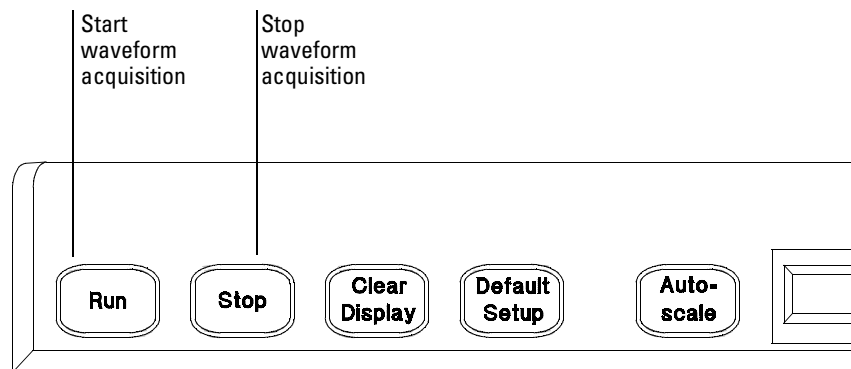 Start
waveform
acquisition
Stop
waveform
acquisition
Run
Stop
Clear
Display
Default
Setup
Auto-
scale